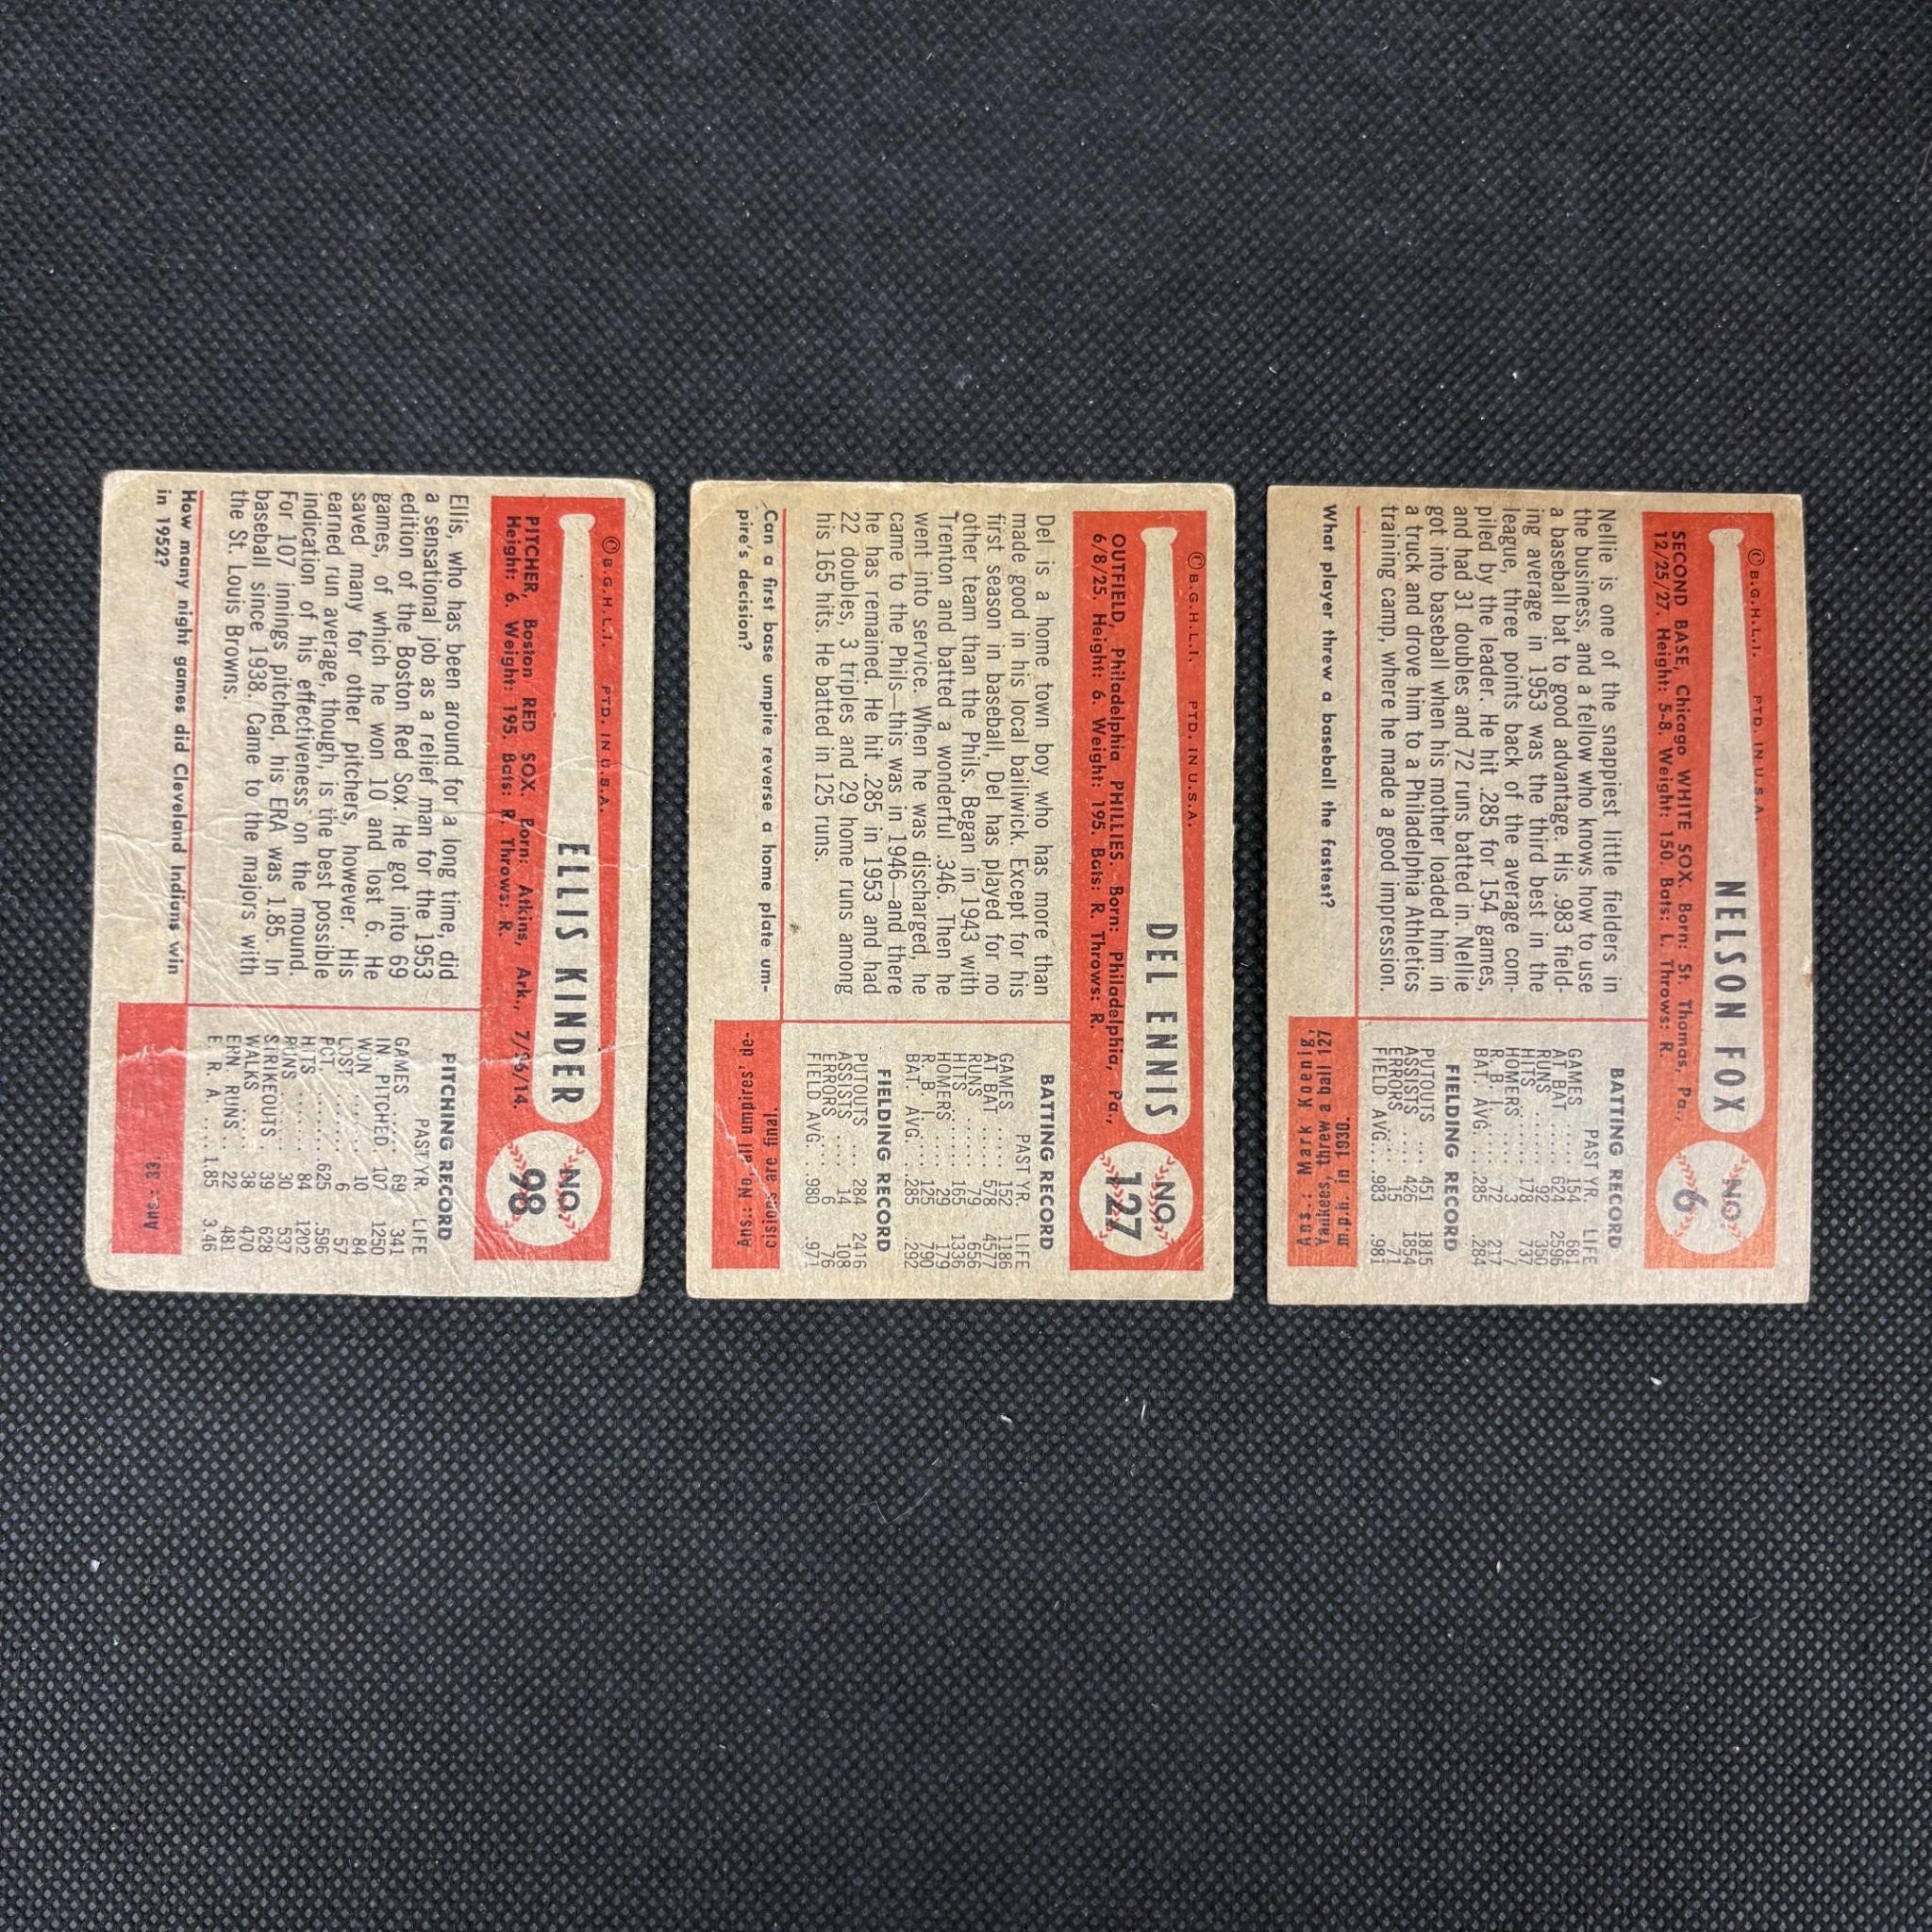 © B.G.H.L.I. PTD. IN U.S.A.
NELSON FOX
NO.
6
SECOND BASE, Chicago WHITE SOX. Born: St. Thomas, Pa.,
12/25/27. Height: 5-8. Weight: 150. Bats: L. Throws: R.
Nellie is one of the snappiest little fielders in
the business, and a fellow who knows how to use
a baseball bat to good advantage. His .983 field-
ing average in 1953 was the third best in the
league, three points back of the average com-
piled by the leader. He hit .285 for 154 games,
and had 31 doubles and 72 runs batted in. Nellie
got into baseball when his mother loaded him in
a truck and drove him to a Philadelphia Athletics
training camp, where he made a good impression.
What player threw a baseball the fastest?
BATTING RECORD
PAST YR. LIFE
GAMES ..... 154 681
AT BAT ..... 624 2596
RUNS ..... 92 350
HITS ..... 178 737
HOMERS ..... 3 7
R. B. I. ..... 72 217
BAT. AVG. .. .285 .284
FIELDING RECORD
PUTOUTS .... 451 1815
ASSISTS .... 426 1854
ERRORS .... 15 71
FIELD AVG. .. .983 .981
Ans.: Mark Koenig,
Yankees, threw a ball 127
m.p.h. in 1930.
© B.G.H.L.I. PTD. IN U.S.A.
DEL ENNIS
NO.
127
OUTFIELD, Philadelphia PHILLIES. Born: Philadelphia, Pa.,
6/8/25. Height: 6. Weight: 195. Bats: R. Throws: R.
Del is a home town boy who has more than
made good in his local bailiwick. Except for his
first season in baseball, Del has played for no
other team than the Phils. Began in 1943 with
Trenton and batted a wonderful .346. Then he
went into service. When he was discharged, he
came to the Phils—this was in 1946—and there
he has remained. He hit .285 in 1953 and had
22 doubles, 3 triples and 29 home runs among
his 165 hits. He batted in 125 runs.
Can a first base umpire reverse a home plate um-
pire's decision?
BATTING RECORD
PAST YR. LIFE
GAMES ..... 152 1186
AT BAT ..... 578 4577
RUNS ..... 79 656
HITS ..... 165 1336
HOMERS ..... 29 179
R. B. I. ..... 125 790
BAT. AVG. .. .285 .292
FIELDING RECORD
PUTOUTS .... 284 2416
ASSISTS .... 14 108
ERRORS .... 6 76
FIELD AVG. .. .980 .971
Ans.: No all umpires' de-
cisions are final.
© B.G.H.L.I. PTD. IN U.S.A.
ELLIS KINDER
NO.
98
PITCHER, Boston RED SOX. Born: Atkins, Ark., 7/26/14.
Height: 6. Weight: 195. Bats: R. Throws: R.
Ellis, who has been around for a long time, did
a sensational job as a relief man for the 1953
edition of the Boston Red Sox. He got into 69
games, of which he won 10 and lost 6. He
saved many for other pitchers, however. His
earned run average, though, is the best possible
indication of his effectiveness on the mound.
For 107 innings pitched, his ERA was 1.85. In
baseball since 1938. Came to the majors with
the St. Louis Browns.
How many night games did Cleveland Indians win
in 1952?
PITCHING RECORD
PAST YR. LIFE
GAMES ..... 69 341
IN. PITCHED 107 1250
WON ..... 10 84
LOST ..... 6 57
PCT. ..... .625 .596
HITS ..... 84 1202
RUNS ..... 30 537
STRIKEOUTS . 39 628
WALKS ..... 38 470
ERN RUNS .. 22 481
E. R. A. .... 1.85 3.46
Ans.: 33.